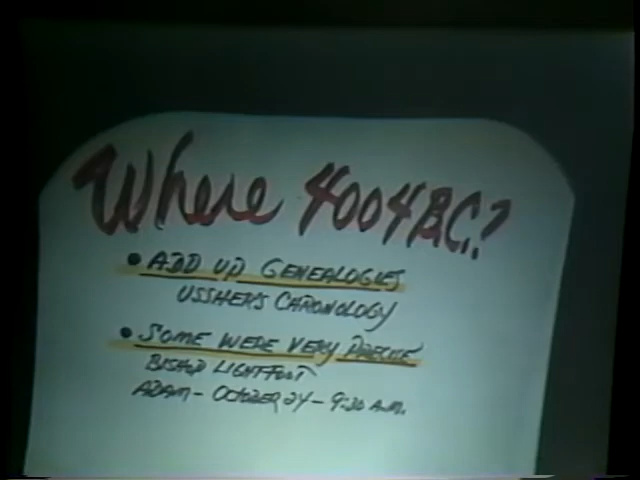 Where 4004 B.C.?
• ADD UP GENEALOGIES
USSHER'S CHRONOLOGY
• SOME WERE VERY PRECISE
BISHOP LIGHTFOOT
ADAM - OCTOBER 24 - 9:30 A.M.